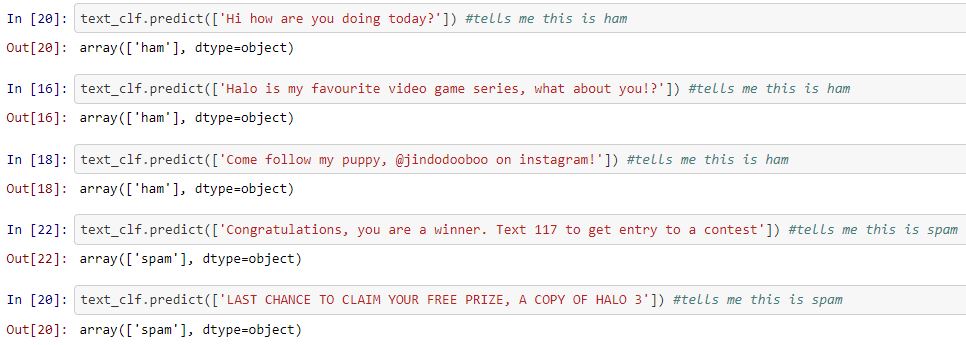 In [20]: text_clf.predict(['Hi how are you doing today?']) #tells me this is ham
Out[20]: array(['ham'], dtype=object)
In [16]: text_clf.predict(['Halo is my favourite video game series, what about you!?']) #tells me this is ham
Out[16]: array(['ham'], dtype=object)
In [18]: text_clf.predict(['Come follow my puppy, @jindodooboo on instagram!']) #tells me this is ham
Out[18]: array(['ham'], dtype=object)
In [22]: text_clf.predict(['Congratulations, you are a winner. Text 117 to get entry to a contest']) #tells me this is spam
Out[22]: array(['spam'], dtype=object)
In [20]: text_clf.predict(['LAST CHANCE TO CLAIM YOUR FREE PRIZE, A COPY OF HALO 3']) #tells me this is spam
Out[20]: array(['spam'], dtype=object)